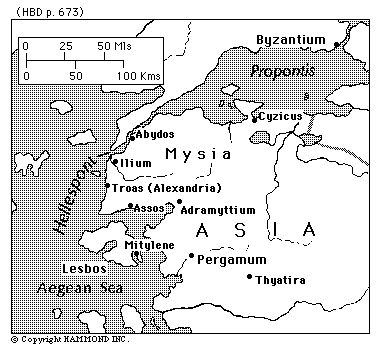 (HBD p. 673)
Byzantium
0 25 50 Mls
0 50 100 Kms
Propontis
Cyzicus
Abydos
Mysia
Ilium
Hellespont
Troas (Alexandria)
Assos
Adramyttium
ASIA
Mitylene
Pergamum
Lesbos
Thyatira
Aegean Sea
© Copyright HAMMOND INC.